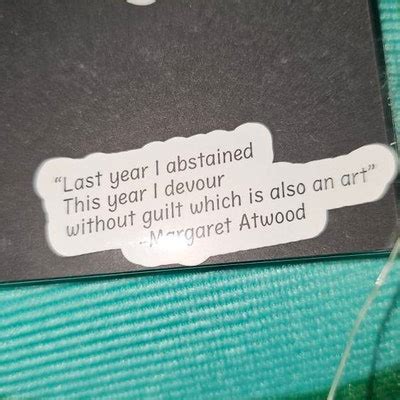 “Last year I abstained
This year I devour
without guilt which is also an art”
-Margaret Atwood